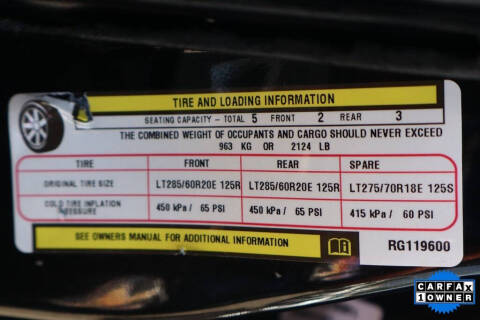 TIRE AND LOADING INFORMATION
SEATING CAPACITY - TOTAL 5 FRONT 2 REAR 3
THE COMBINED WEIGHT OF OCCUPANTS AND CARGO SHOULD NEVER EXCEED
963 KG OR 2124 LB
TIRE FRONT REAR SPARE
ORIGINAL TIRE SIZE LT285/60R20E 125R LT285/60R20E 125R LT275/70R18E 125S
COLD TIRE INFLATION PRESSURE 450 kPa / 65 PSI 450 kPa / 65 PSI 415 kPa / 60 PSI
SEE OWNERS MANUAL FOR ADDITIONAL INFORMATION
RG119600
CARFAX
1 OWNER